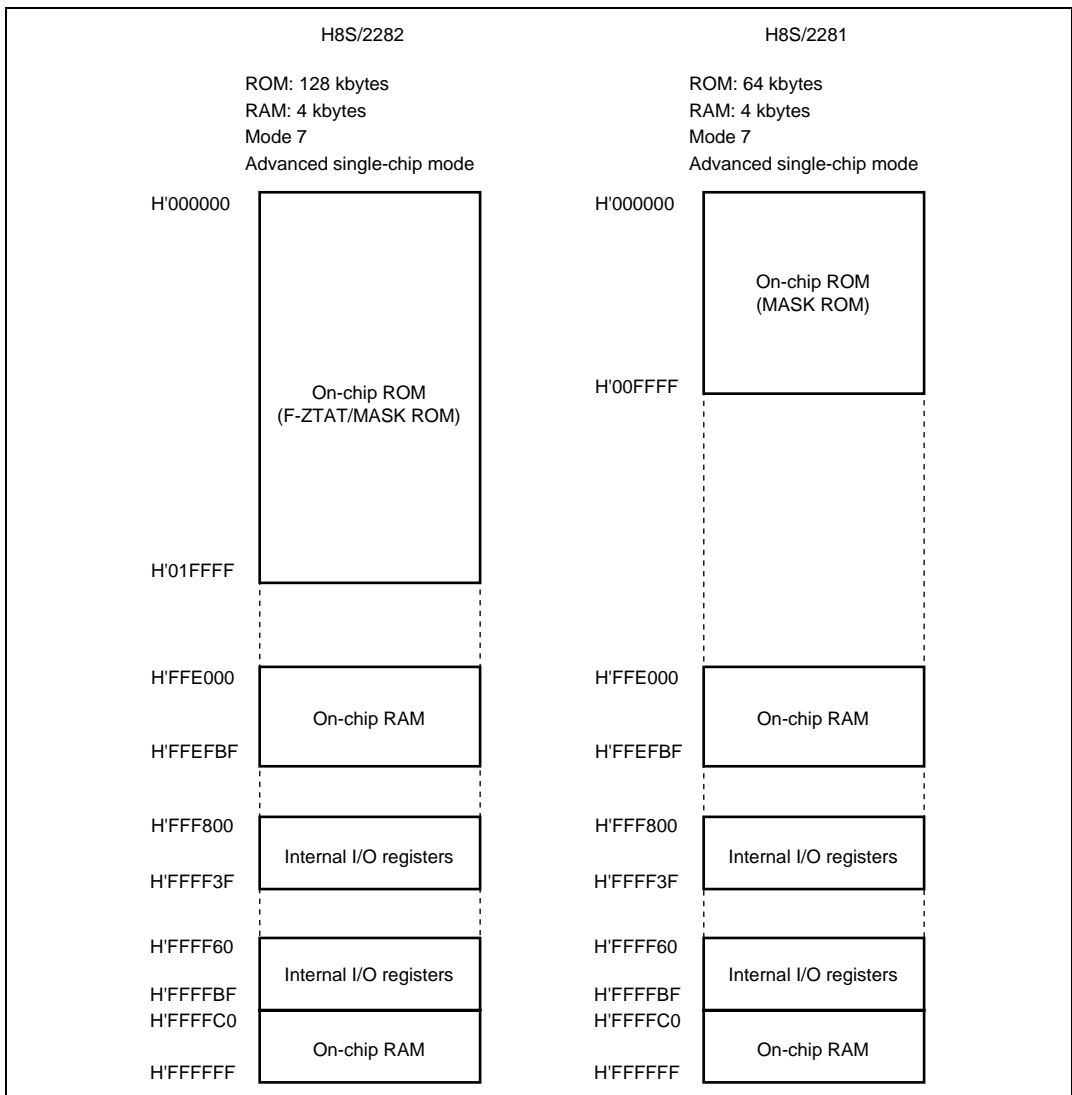 H8S/2282
ROM: 128 kbytes
RAM: 4 kbytes
Mode 7
Advanced single-chip mode
H'000000
On-chip ROM
(F-ZTAT/MASK ROM)
H'01FFFF
H'FFE000
On-chip RAM
H'FFEFBF
H'FFF800
Internal I/O registers
H'FFFF3F
H'FFFF60
Internal I/O registers
H'FFFFBF
H'FFFFC0
On-chip RAM
H'FFFFFF
H8S/2281
ROM: 64 kbytes
RAM: 4 kbytes
Mode 7
Advanced single-chip mode
H'000000
On-chip ROM
(MASK ROM)
H'00FFFF
H'FFE000
On-chip RAM
H'FFEFBF
H'FFF800
Internal I/O registers
H'FFFF3F
H'FFFF60
Internal I/O registers
H'FFFFBF
H'FFFFC0
On-chip RAM
H'FFFFFF